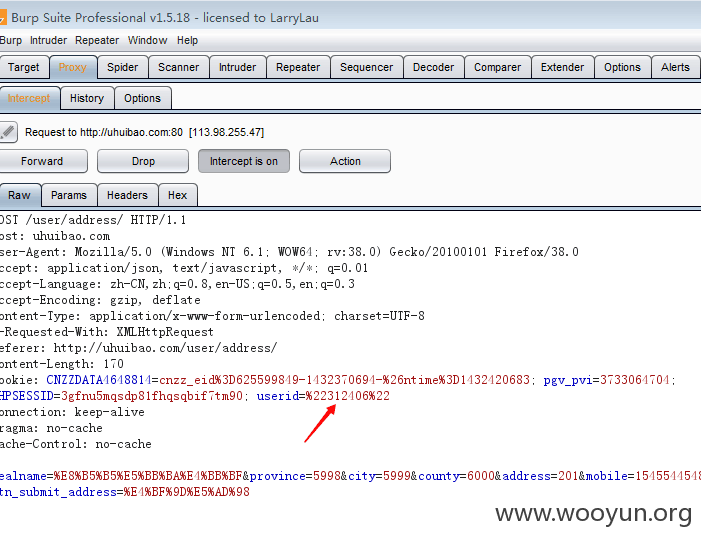 Burp Suite Professional v1.5.18 - licensed to LarryLau
Burp Intruder Repeater Window Help
Target Proxy Spider Scanner Intruder Repeater Sequencer Decoder Comparer Extender Options Alerts
Intercept History Options
Request to http://uhuibao.com:80 [113.98.255.47]
Forward Drop Intercept is on Action
Raw Params Headers Hex
OST /user/address/ HTTP/1.1
ost: uhuibao.com
ser-Agent: Mozilla/5.0 (Windows NT 6.1; WOW64; rv:38.0) Gecko/20100101 Firefox/38.0
ccept: application/json, text/javascript, */*; q=0.01
ccept-Language: zh-CN,zh;q=0.8,en-US;q=0.5,en;q=0.3
ccept-Encoding: gzip, deflate
ontent-Type: application/x-www-form-urlencoded; charset=UTF-8
-Requested-With: XMLHttpRequest
eferer: http://uhuibao.com/user/address/
ontent-Length: 170
ookie: CNZZDATA4648814=cnzz_eid%3D625599849-1432370694-%26ntime%3D1432420683; pgv_pvi=3733064704;
HPSESSID=3gfnu5mqsdp81fhqsqbif7tm90; userid=%22312406%22
onnection: keep-alive
ragma: no-cache
ache-Control: no-cache
ealname=%E8%B5%B5%E5%BB%BA%E4%BB%BF&province=5998&city=5999&county=6000&address=201&mobile=1545544548
tn_submit_address=%E4%BF%9D%E5%AD%98
www.wooyun.org